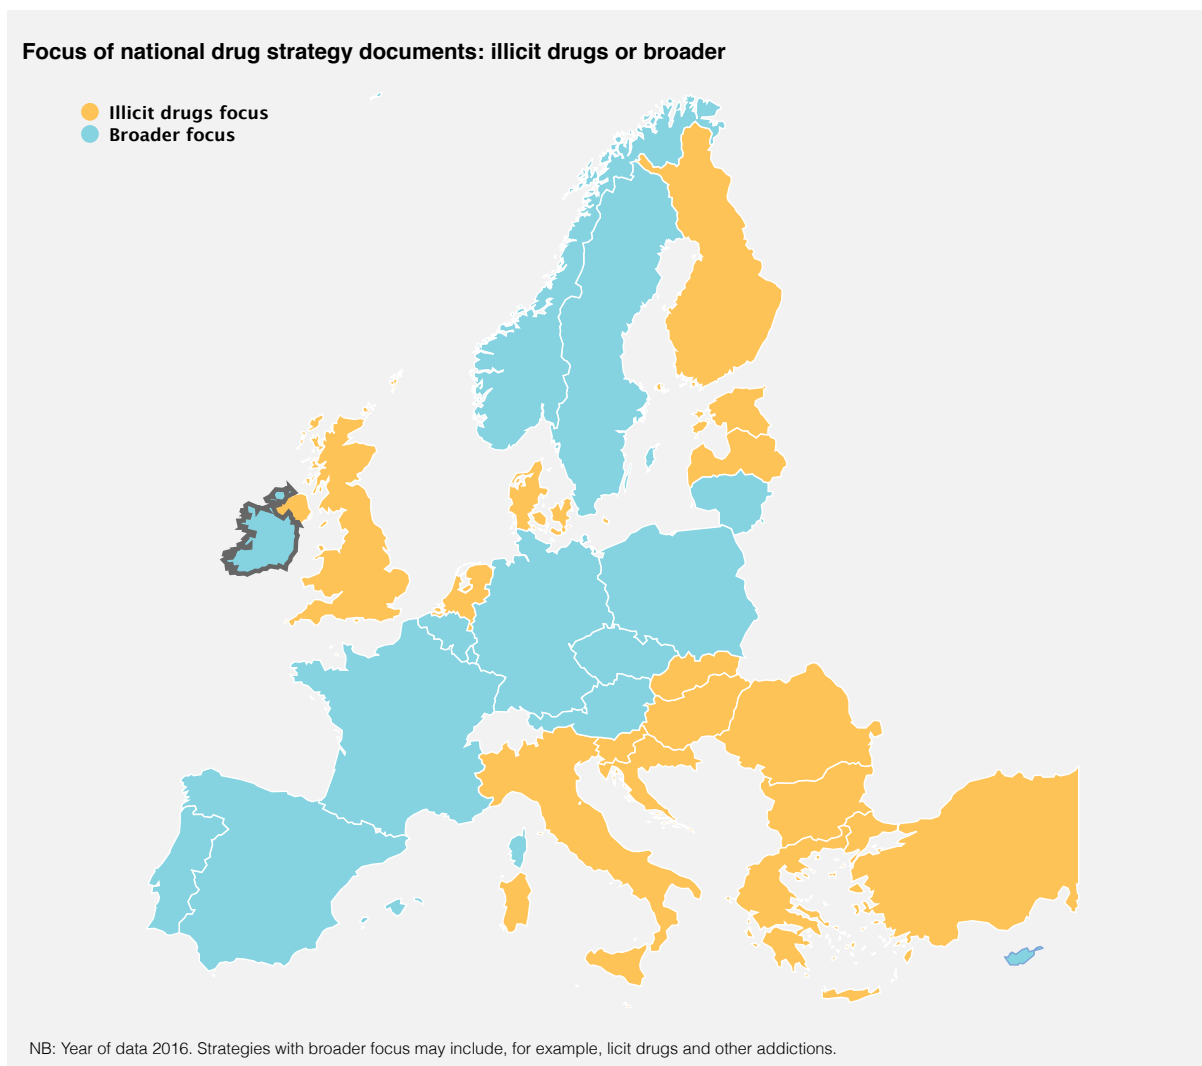 Focus of national drug strategy documents: illicit drugs or broader
Illicit drugs focus
Broader focus
NB: Year of data 2016. Strategies with broader focus may include, for example, licit drugs and other addictions.